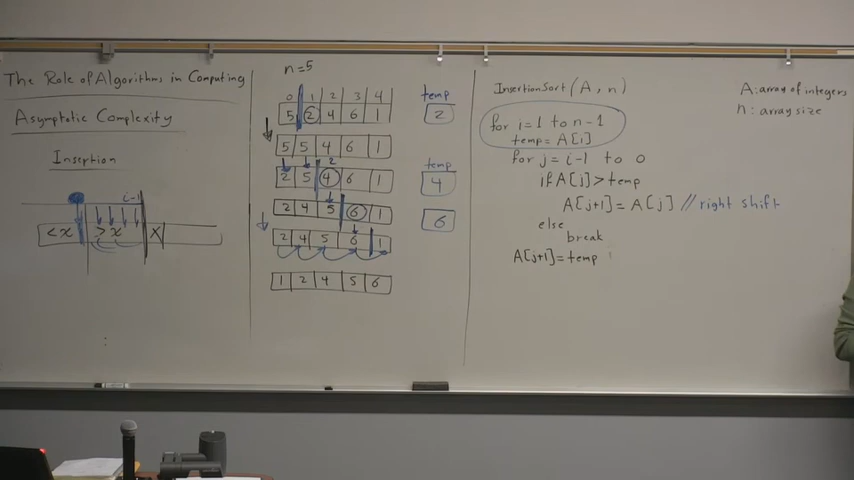 The Role of Algorithms in Computing
Asymptotic Complexity
Insertion
i-1
<x >x x
n=5
0 1 2 3 4
5 2 4 6 1
5 5 4 6 1
2
2 5 4 6 1
2 4 5 6 1
2 4 5 6 1
1 2 4 5 6
temp
2
temp
4
6
InsertionSort(A, n)
for i=1 to n-1
temp=A[i]
for j=i-1 to 0
if A[j]>temp
A[j+1]=A[j] //right shift
else
break
A[j+1]=temp
A:array of integers
n: array size